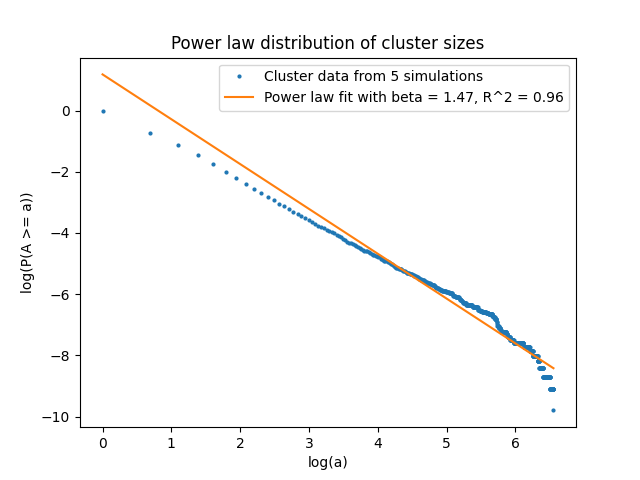 Power law distribution of cluster sizes
Cluster data from 5 simulations
Power law fit with beta = 1.47, R^2 = 0.96
0
−2
−4
−6
−8
−10
log(P(A >= a))
0 1 2 3 4 5 6
log(a)